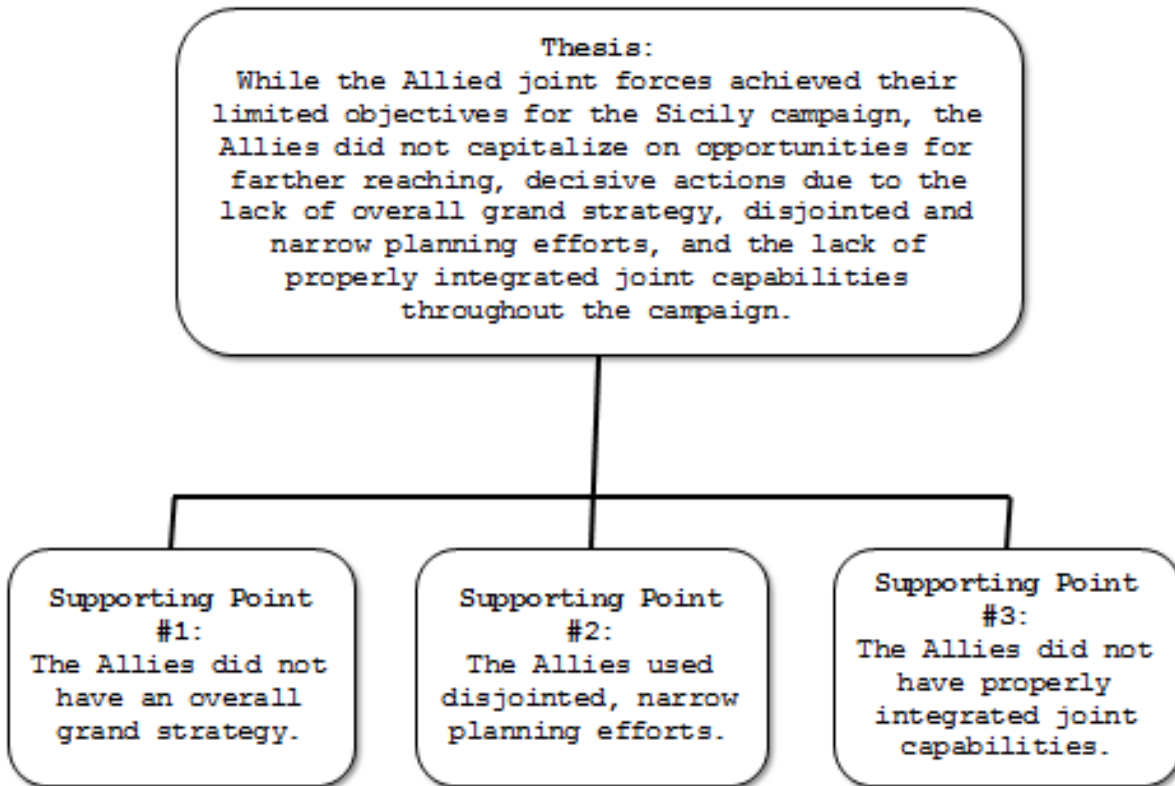 Thesis:
While the Allied joint forces achieved their
limited objectives for the Sicily campaign, the
Allies did not capitalize on opportunities for
farther reaching, decisive actions due to the
lack of overall grand strategy, disjointed and
narrow planning efforts, and the lack of
properly integrated joint capabilities
throughout the campaign.
Supporting Point
#1:
The Allies did not
have an overall
grand strategy.
Supporting Point
#2:
The Allies used
disjointed, narrow
planning efforts.
Supporting Point
#3:
The Allies did not
have properly
integrated joint
capabilities.